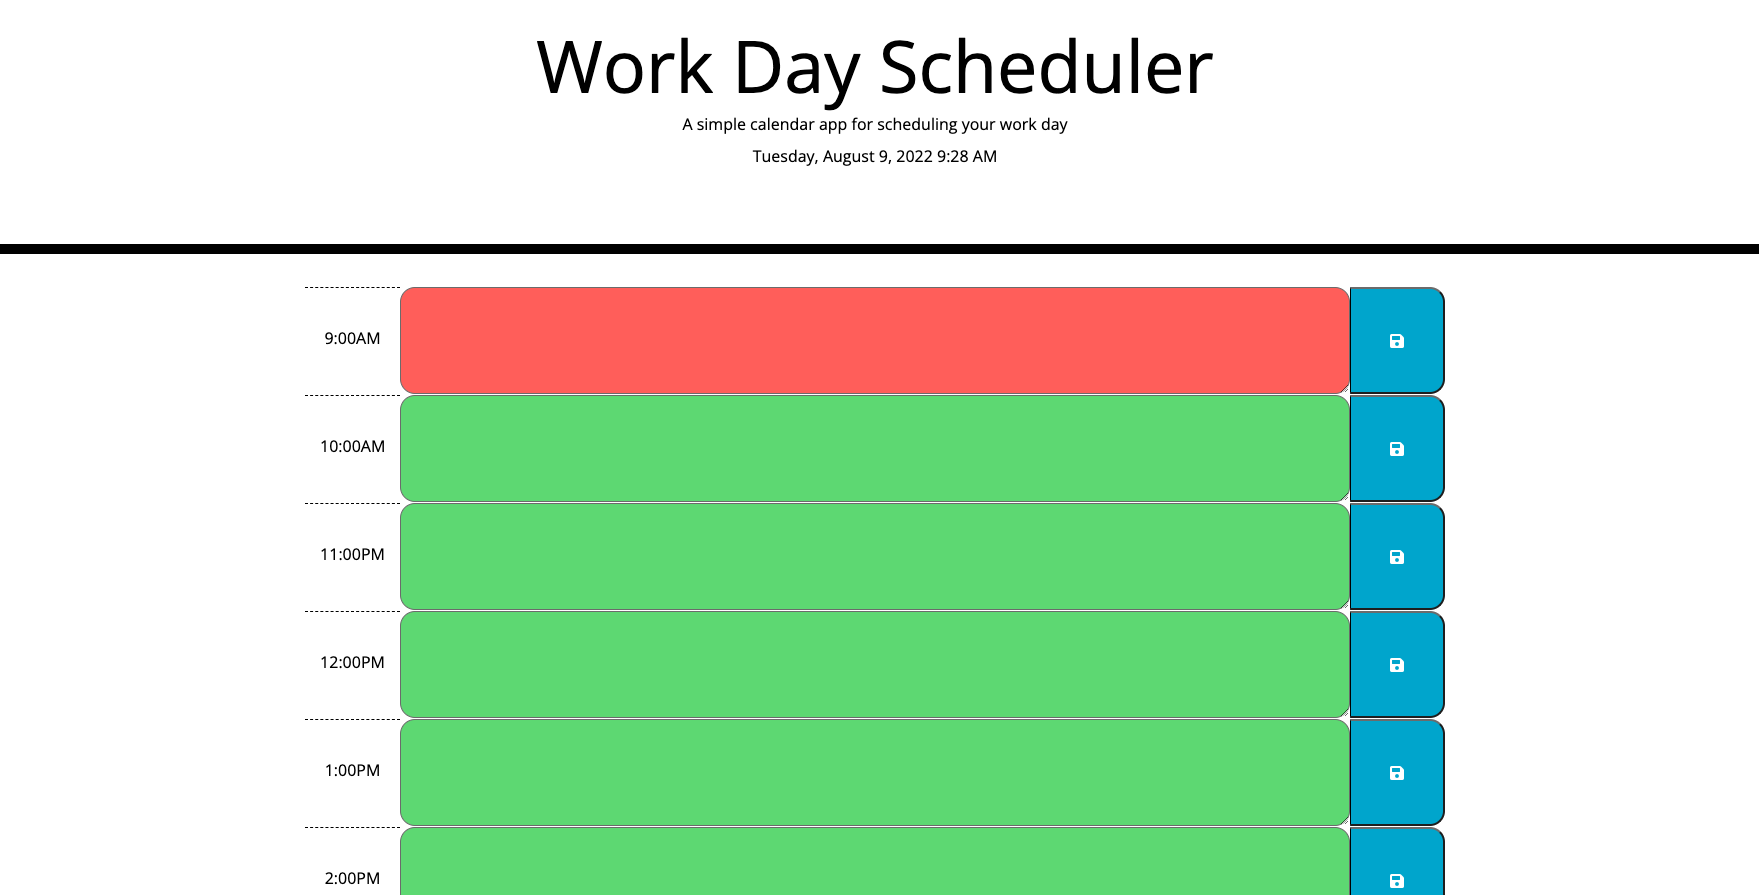 Work Day Scheduler
A simple calendar app for scheduling your work day
Tuesday, August 9, 2022 9:28 AM
9:00AM
10:00AM
11:00PM
12:00PM
1:00PM
2:00PM